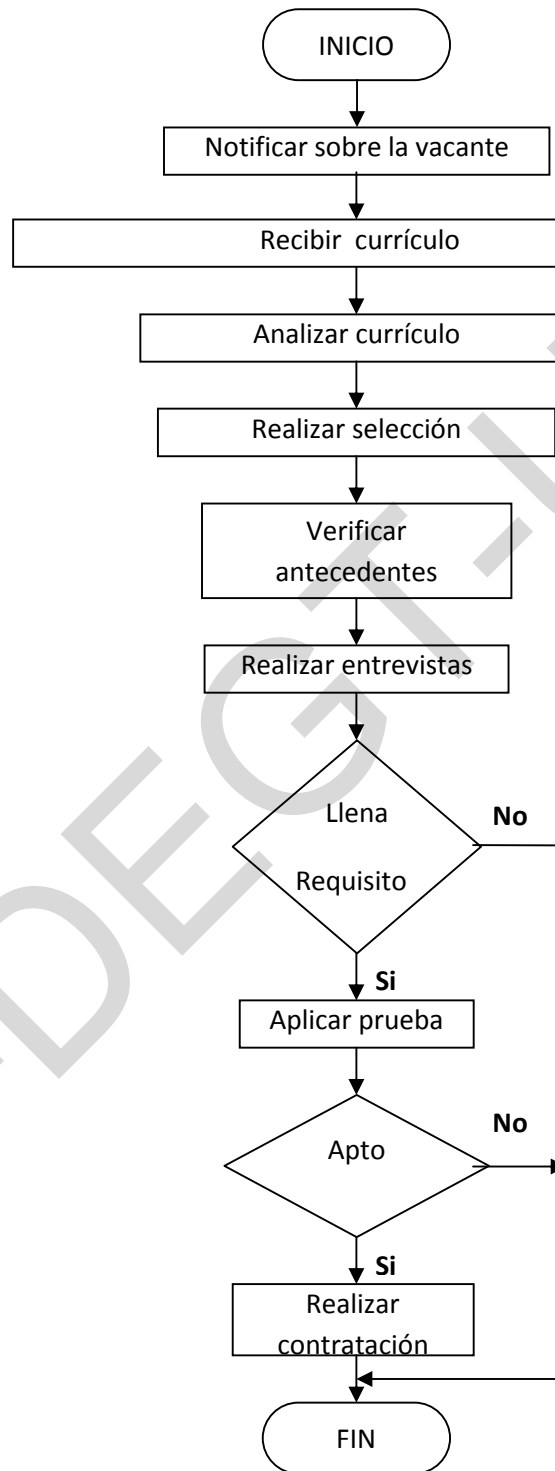 INICIO
Notificar sobre la vacante
Recibir currículo
Analizar currículo
Realizar selección
Verificar
antecedentes
Realizar entrevistas
Llena
No
Requisito
Si
Aplicar prueba
No
Apto
Si
Realizar
contratación
FIN